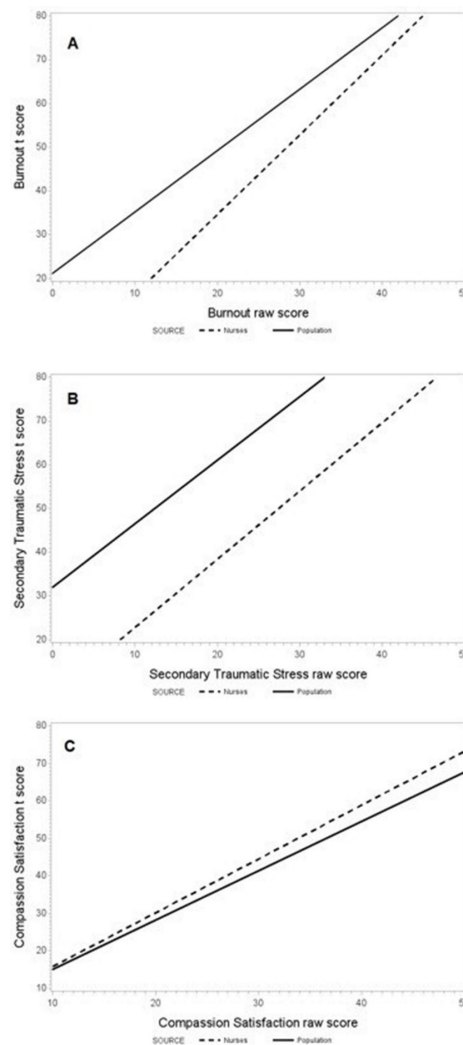 A
Burnout t score
80
70
60
50
40
30
20
0 10 20 30 40 50
Burnout raw score
SOURCE Nurses Population
B
Secondary Traumatic Stress t score
80
70
60
50
40
30
20
0 10 20 30 40
Secondary Traumatic Stress raw score
SOURCE Nurses Population
C
Compassion Satisfaction t score
80
70
60
50
40
30
20
10
10 20 30 40
Compassion Satisfaction raw score
SOURCE Nurses Population